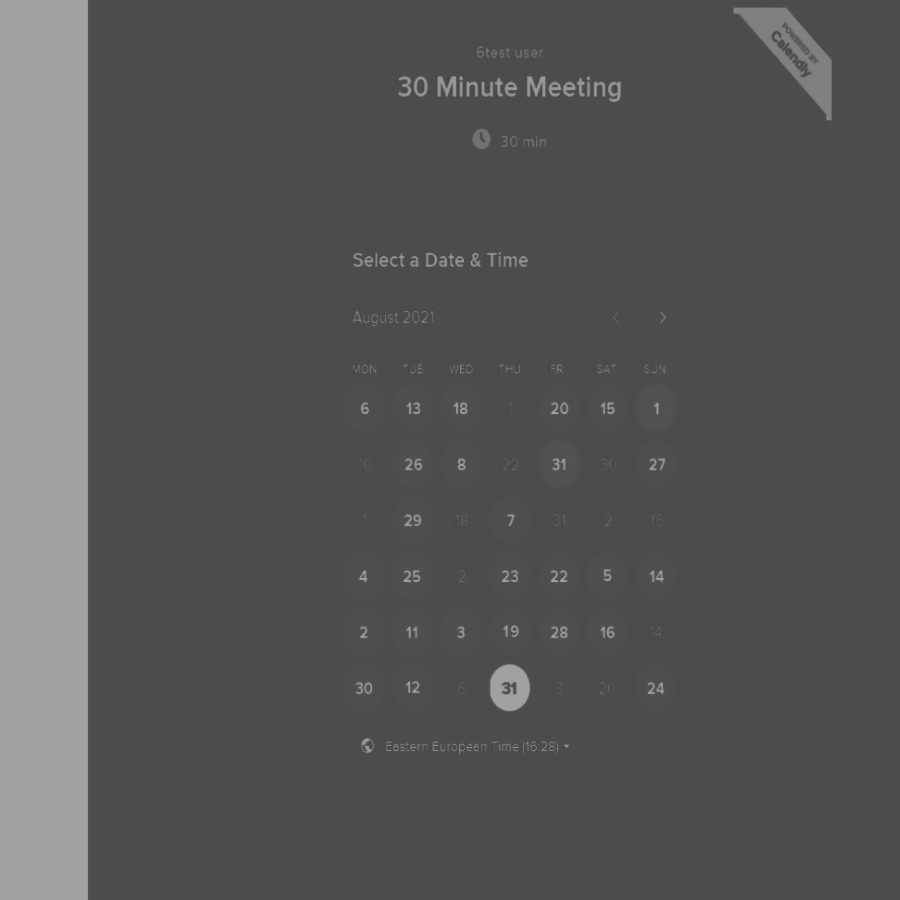 POWERED BY
Calendly
6test user
30 Minute Meeting
30 min
Select a Date & Time
August 2021
MON TUE WED THU FRI SAT SUN
6 13 18 1 20 15 1
10 26 8 22 31 30 27
1 29 18 7 31 2 16
4 25 2 23 22 5 14
2 11 3 19 28 16 14
30 12 6 31 3 20 24
Eastern European Time (16:28)